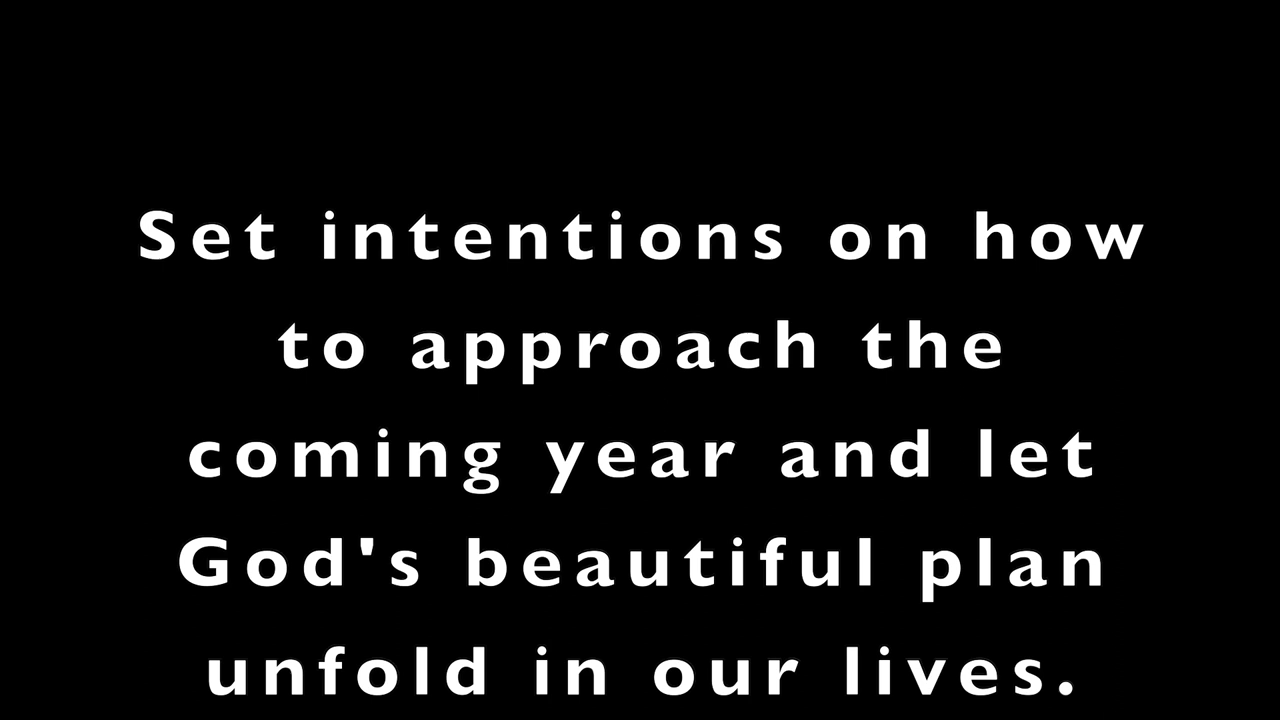 Set intentions on how
to approach the
coming year and let
God's beautiful plan
unfold in our lives.